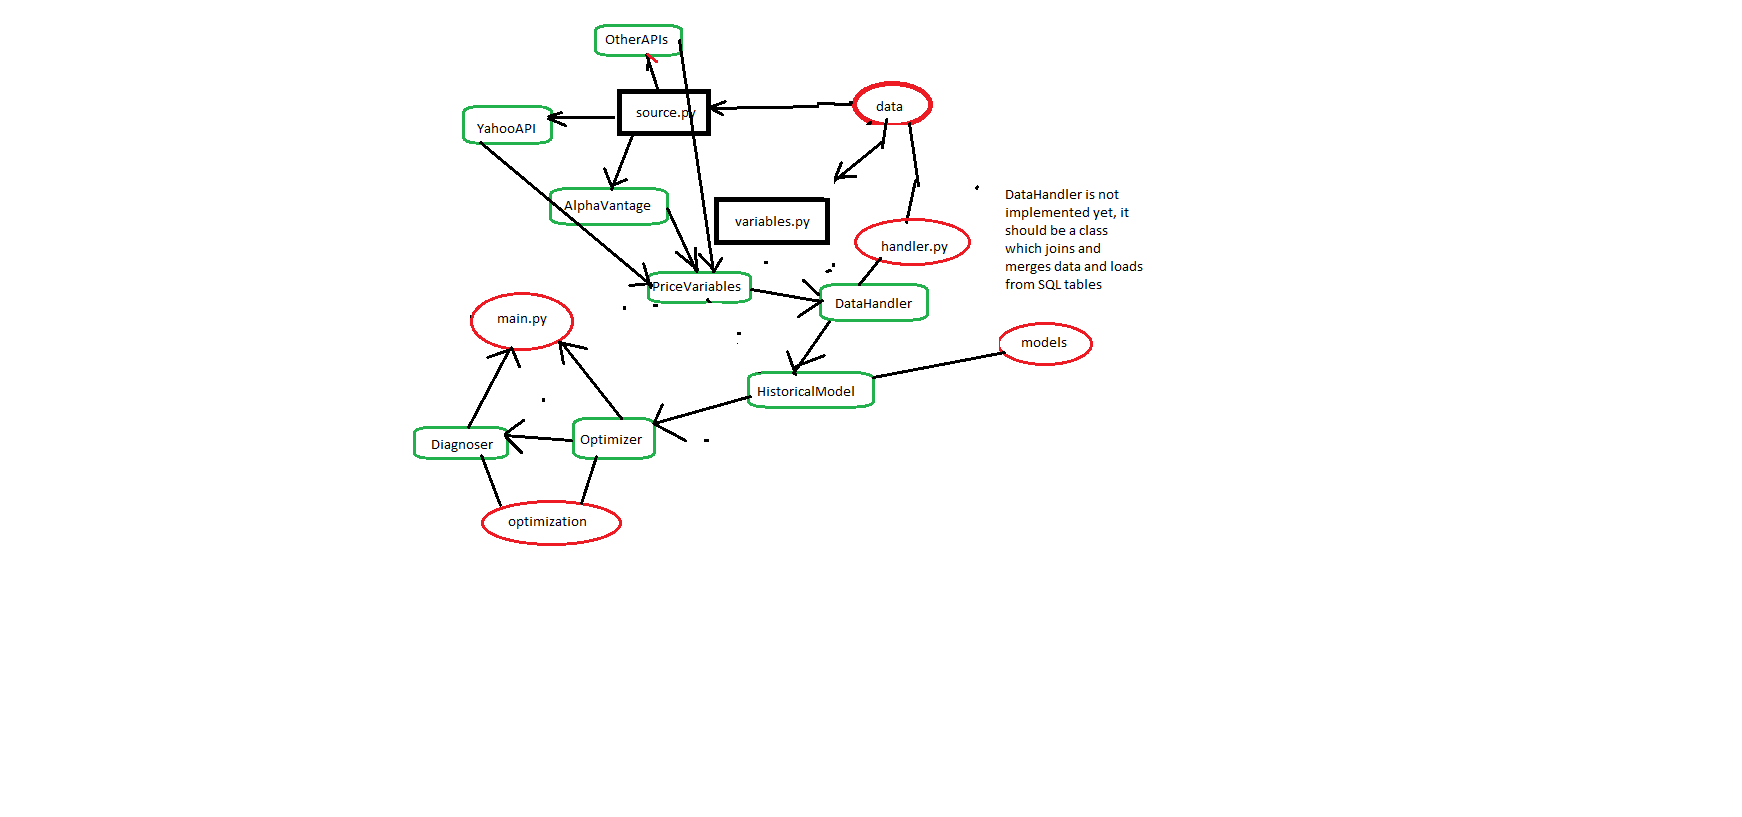 OtherAPIs
source.py
data
YahooAPI
AlphaVantage
variables.py
handler.py
DataHandler is not
implemented yet, it
should be a class
which joins and
merges data and loads
from SQL tables
PriceVariables
DataHandler
main.py
models
HistoricalModel
Diagnoser
Optimizer
optimization